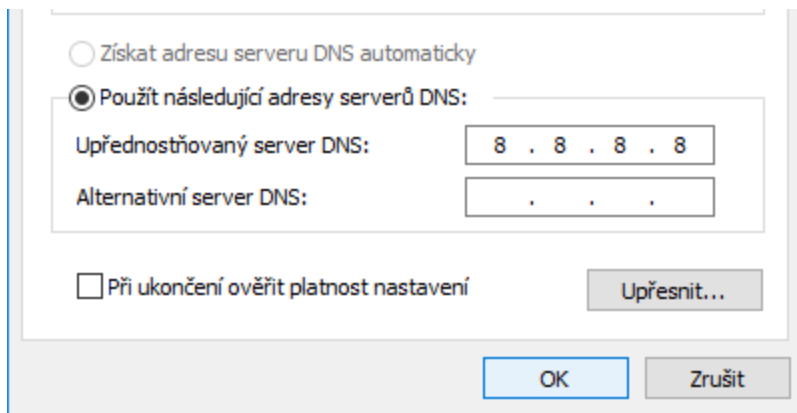 Získat adresu serveru DNS automaticky
Použít následující adresy serverů DNS:
Upřednostňovaný server DNS: 8 . 8 . 8 . 8
Alternativní server DNS: . . .
Při ukončení ověřit platnost nastavení
Upřesnit...
OK Zrušit